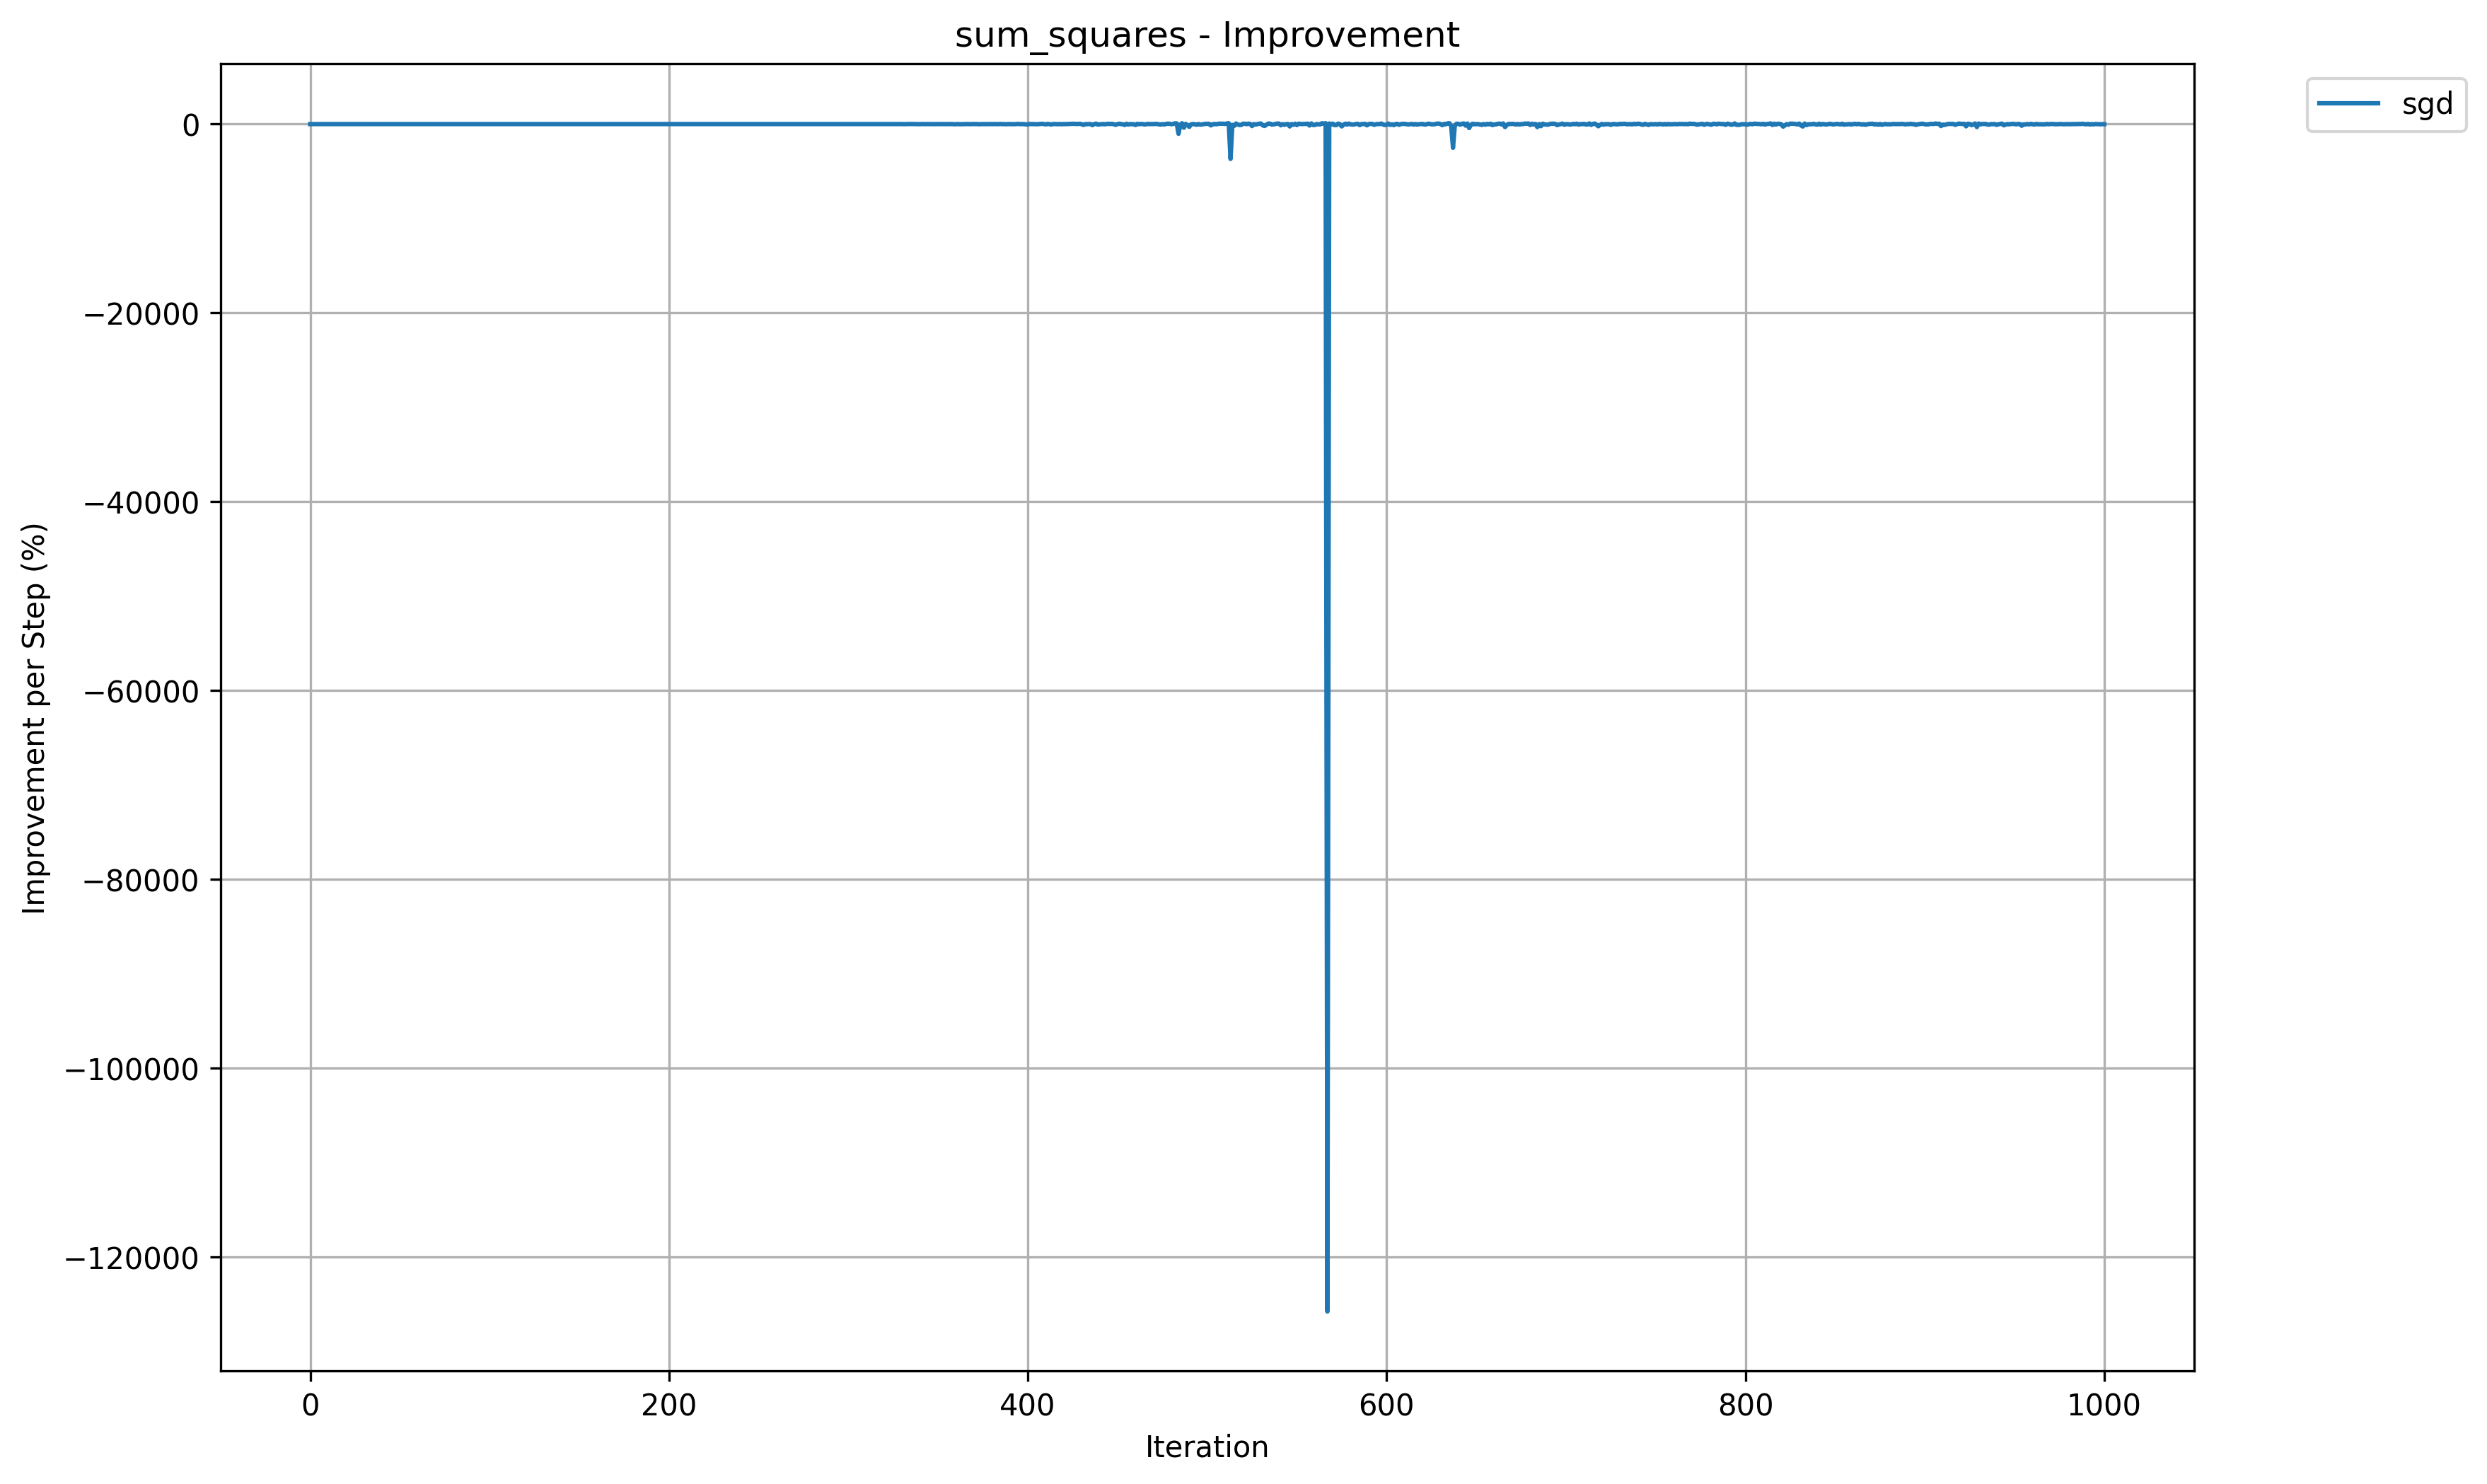 sum_squares - Improvement
sgd
0
−20000
−40000
−60000
−80000
−100000
−120000
Improvement per Step (%)
0 200 400 600 800 1000
Iteration